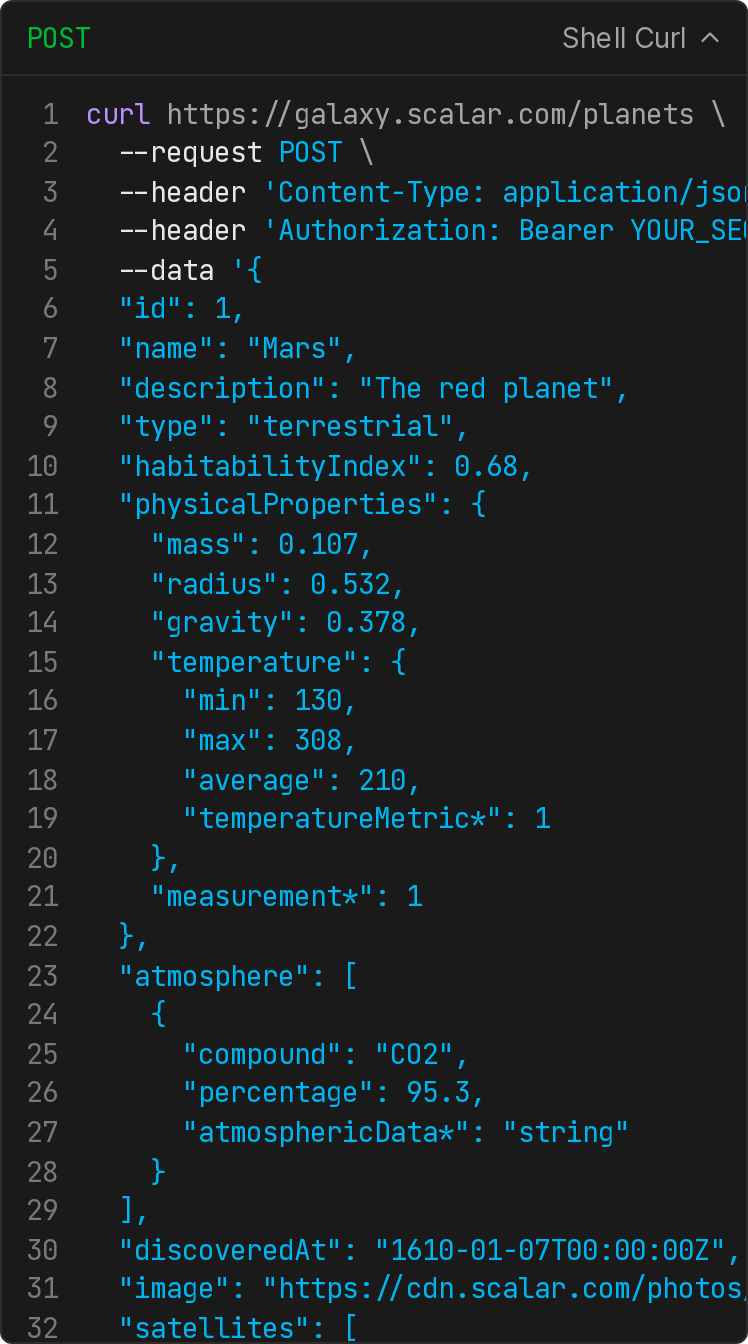 POST
Shell Curl
1 curl https://galaxy.scalar.com/planets \
2   --request POST \
3   --header 'Content-Type: application/json
4   --header 'Authorization: Bearer YOUR_SEC
5   --data '{
6   "id": 1,
7   "name": "Mars",
8   "description": "The red planet",
9   "type": "terrestrial",
10   "habitabilityIndex": 0.68,
11   "physicalProperties": {
12     "mass": 0.107,
13     "radius": 0.532,
14     "gravity": 0.378,
15     "temperature": {
16       "min": 130,
17       "max": 308,
18       "average": 210,
19       "temperatureMetric*": 1
20     },
21     "measurement*": 1
22   },
23   "atmosphere": [
24     {
25       "compound": "CO2",
26       "percentage": 95.3,
27       "atmosphericData*": "string"
28     }
29   ],
30   "discoveredAt": "1610-01-07T00:00:00Z",
31   "image": "https://cdn.scalar.com/photos/
32   "satellites": [